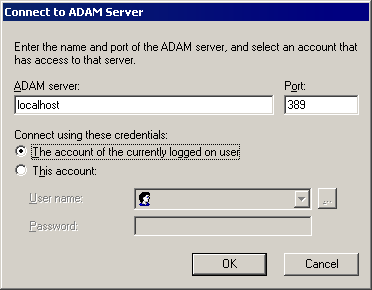 Connect to ADAM Server
Enter the name and port of the ADAM server, and select an account that
has access to that server.
ADAM server:
Port:
localhost
389
Connect using these credentials:
The account of the currently logged on user
This account:
User name:
...
Password:
OK
Cancel